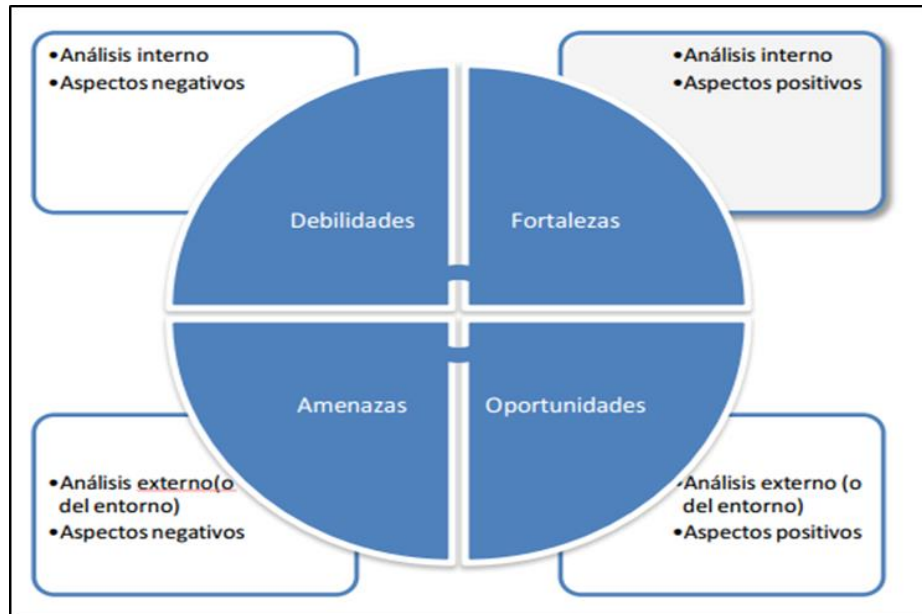 •Análisis interno
•Aspectos negativos
•Análisis interno
•Aspectos positivos
Debilidades
Fortalezas
Amenazas
Oportunidades
•Análisis externo(o
del entorno)
•Aspectos negativos
•Análisis externo (o
del entorno)
•Aspectos positivos